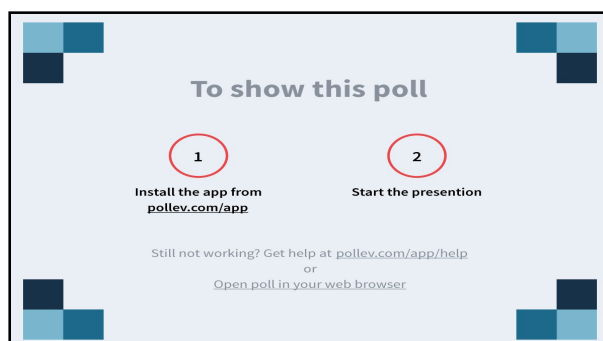 To show this poll
1
2
Install the app from
pollev.com/app
Start the presention
Still not working? Get help at pollev.com/app/help
or
Open poll in your web browser